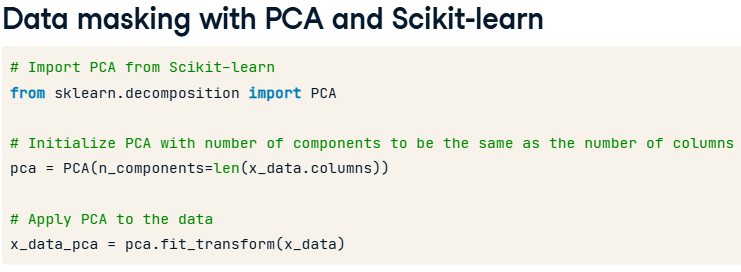 Data masking with PCA and Scikit-learn
# Import PCA from Scikit-learn
from sklearn.decomposition import PCA
# Initialize PCA with number of components to be the same as the number of columns
pca = PCA(n_components=len(x_data.columns))
# Apply PCA to the data
x_data_pca = pca.fit_transform(x_data)